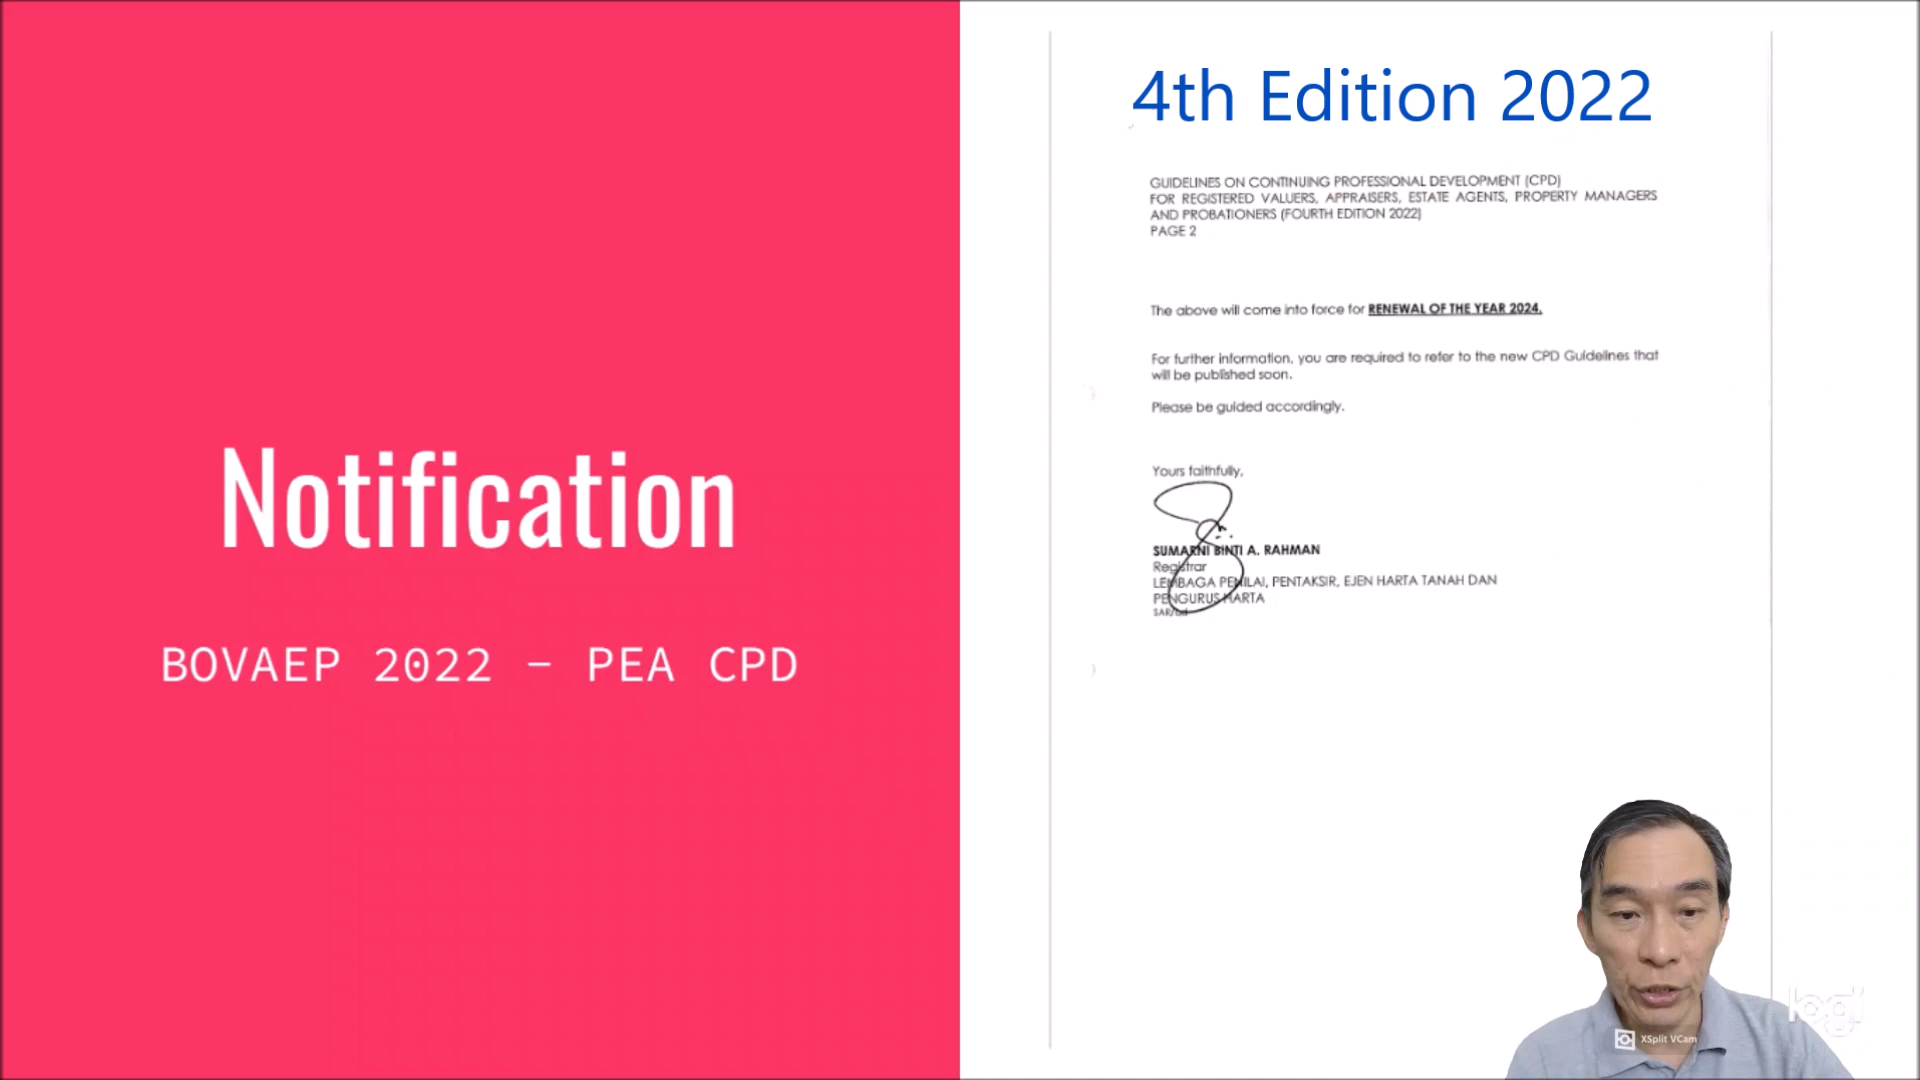 Notification
BOVAEP 2022 - PEA CPD
4th Edition 2022
GUIDELINES ON CONTINUING PROFESSIONAL DEVELOPMENT (CPD)
FOR REGISTERED VALUERS, APPRAISERS, ESTATE AGENTS, PROPERTY MANAGERS
AND PROBATIONERS (FOURTH EDITION 2022)
PAGE 2
The above will come into force for RENEWAL OF THE YEAR 2024.
For further information, you are required to refer to the new CPD Guidelines that
will be published soon.
Please be guided accordingly.
Yours faithfully,
SUMARNI BINTI A. RAHMAN
Registrar
LEMBAGA PENILAI, PENTAKSIR, EJEN HARTA TANAH DAN
PENGURUS HARTA
logi
XSplit VCam